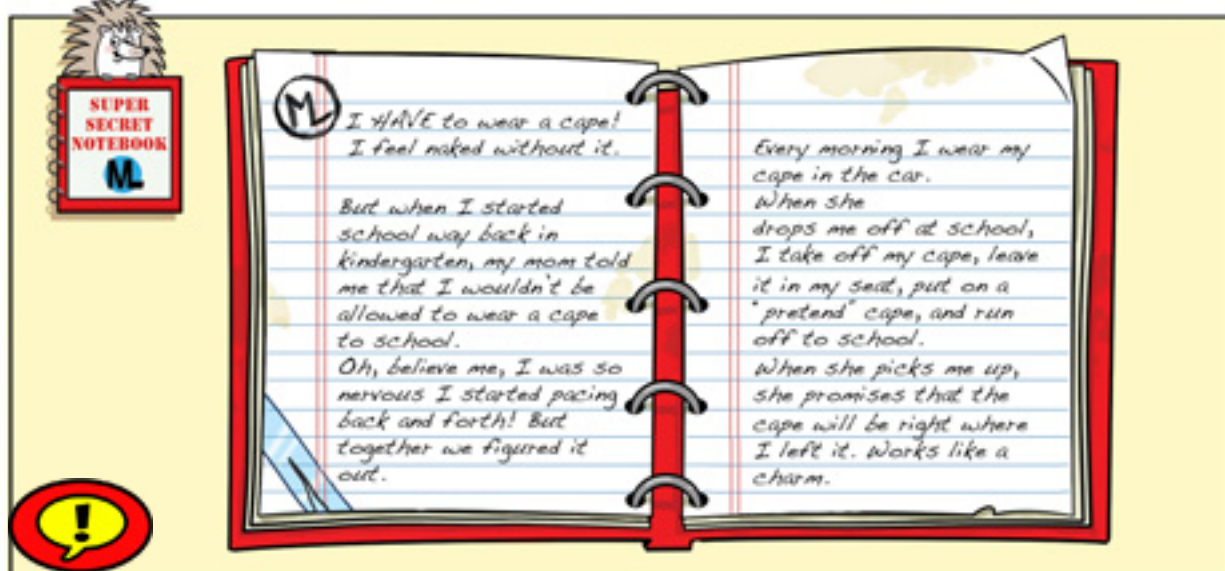 SUPER
SECRET
NOTEBOOK
ML
ML
I HAVE to wear a cape!
I feel naked without it.
But when I started
school way back in
kindergarten, my mom told
me that I wouldn't be
allowed to wear a cape
to school.
Oh, believe me, I was so
nervous I started pacing
back and forth! But
together we figured it
out.
Every morning I wear my
cape in the car.
When she
drops me off at school,
I take off my cape, leave
it in my seat, put on a
"pretend" cape, and run
off to school.
When she picks me up,
she promises that the
cape will be right where
I left it. Works like a
charm.
!